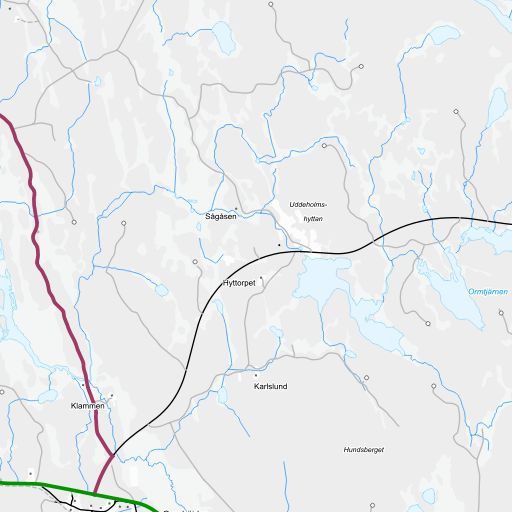 Uddeholms-
hyttan
Sågåsen
Hyttorpet
Ormtjärnen
Karlslund
Klammen
Hundsberget